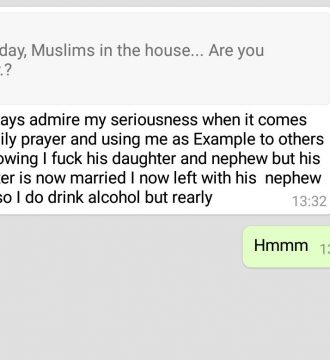 day, Muslims in the house... Are you
.?
ays admire my seriousness when it comes
ily prayer and using me as Example to others
owing I fuck his daughter and nephew but his
er is now married I now left with his nephew
so I do drink alcohol but rearly
13:32
Hmmm